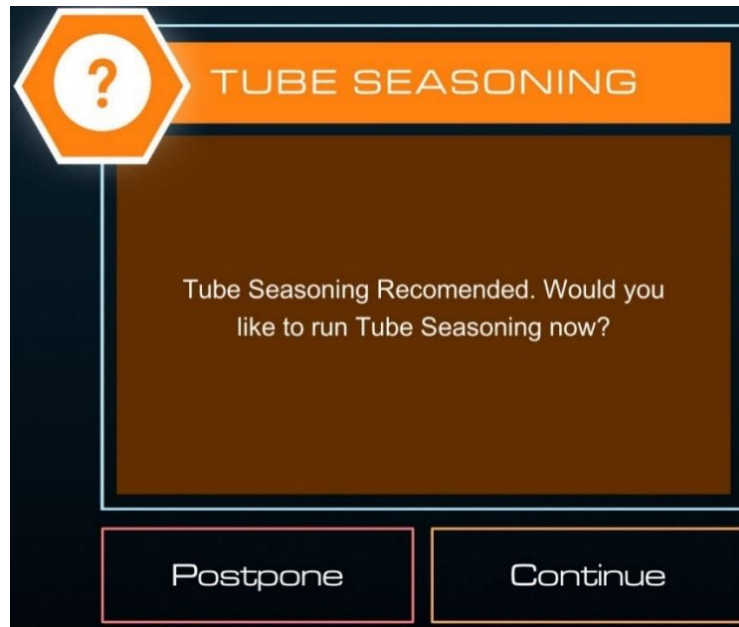 ?
TUBE SEASONING
Tube Seasoning Recomended. Would you
like to run Tube Seasoning now?
Postpone
Continue